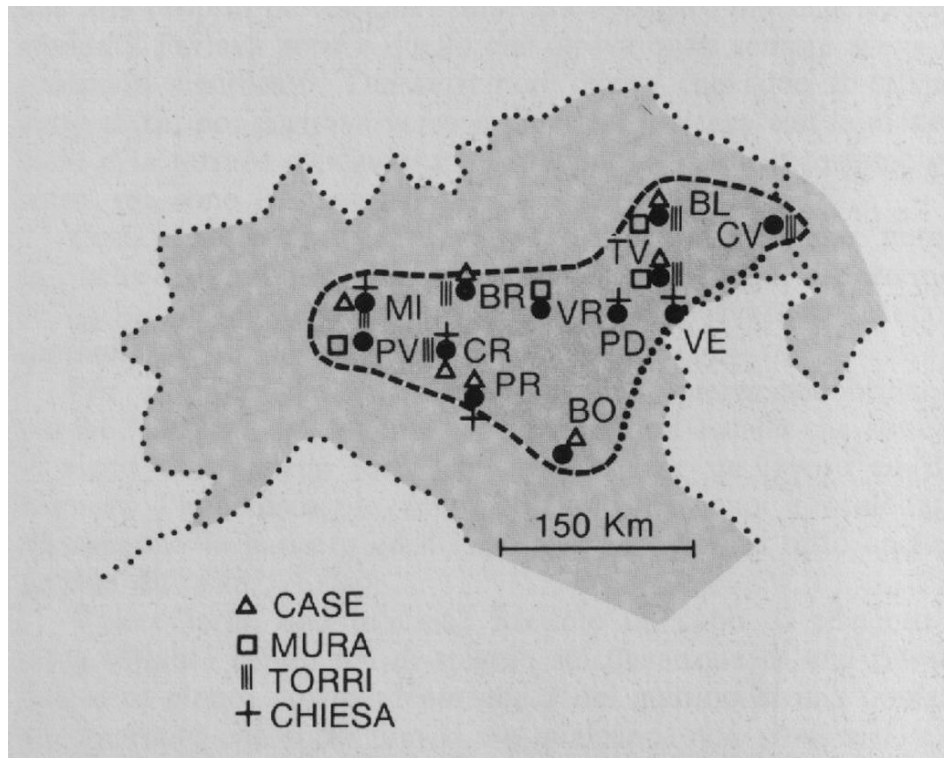 BL
CV
TV
MI
BR
VR
PD
VE
PV
CR
PR
BO
150 Km
CASE
MURA
TORRI
CHIESA